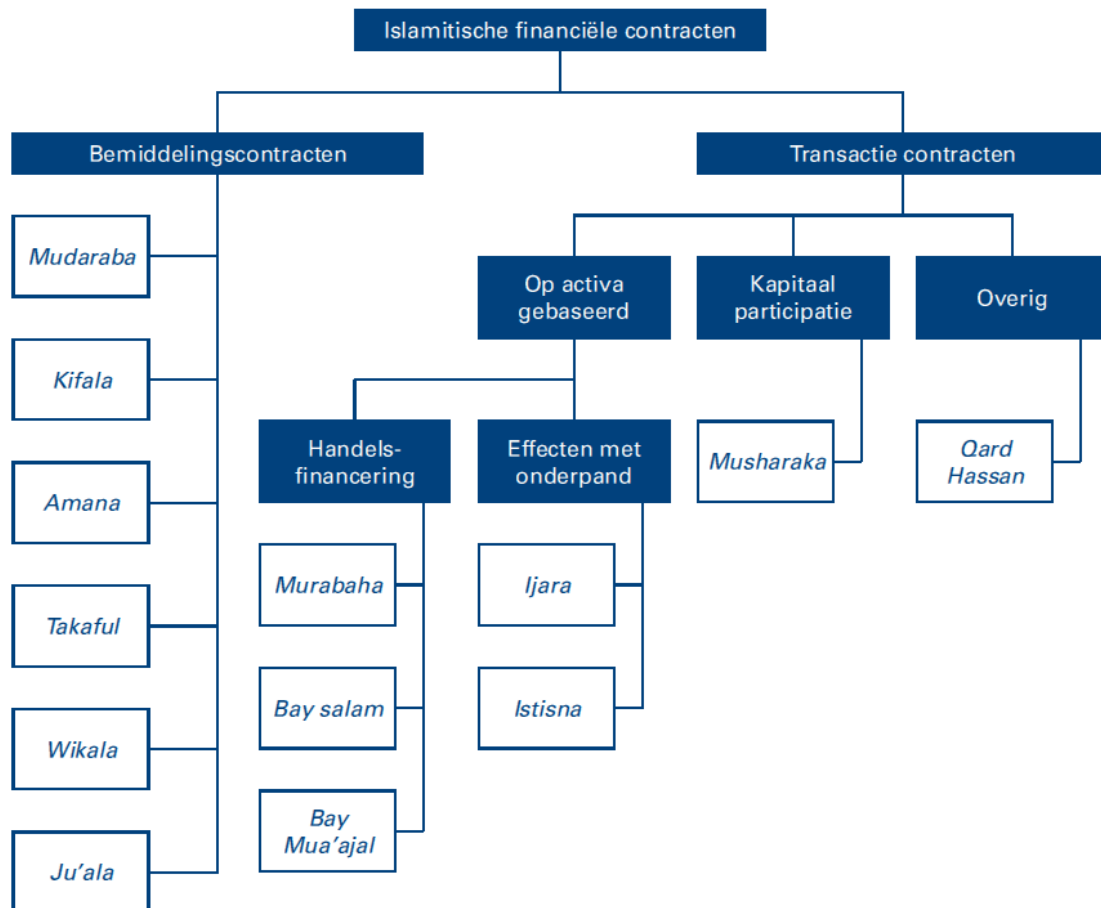 Islamitische financiële contracten
Bemiddelingscontracten
Transactie contracten
Mudaraba
Kifala
Amana
Takaful
Wikala
Ju’ala
Op activa
gebaseerd
Kapitaal
participatie
Overig
Handels-
financering
Effecten met
onderpand
Musharaka
Qard
Hassan
Murabaha
Bay salam
Bay
Mua’ajal
Ijara
Istisna